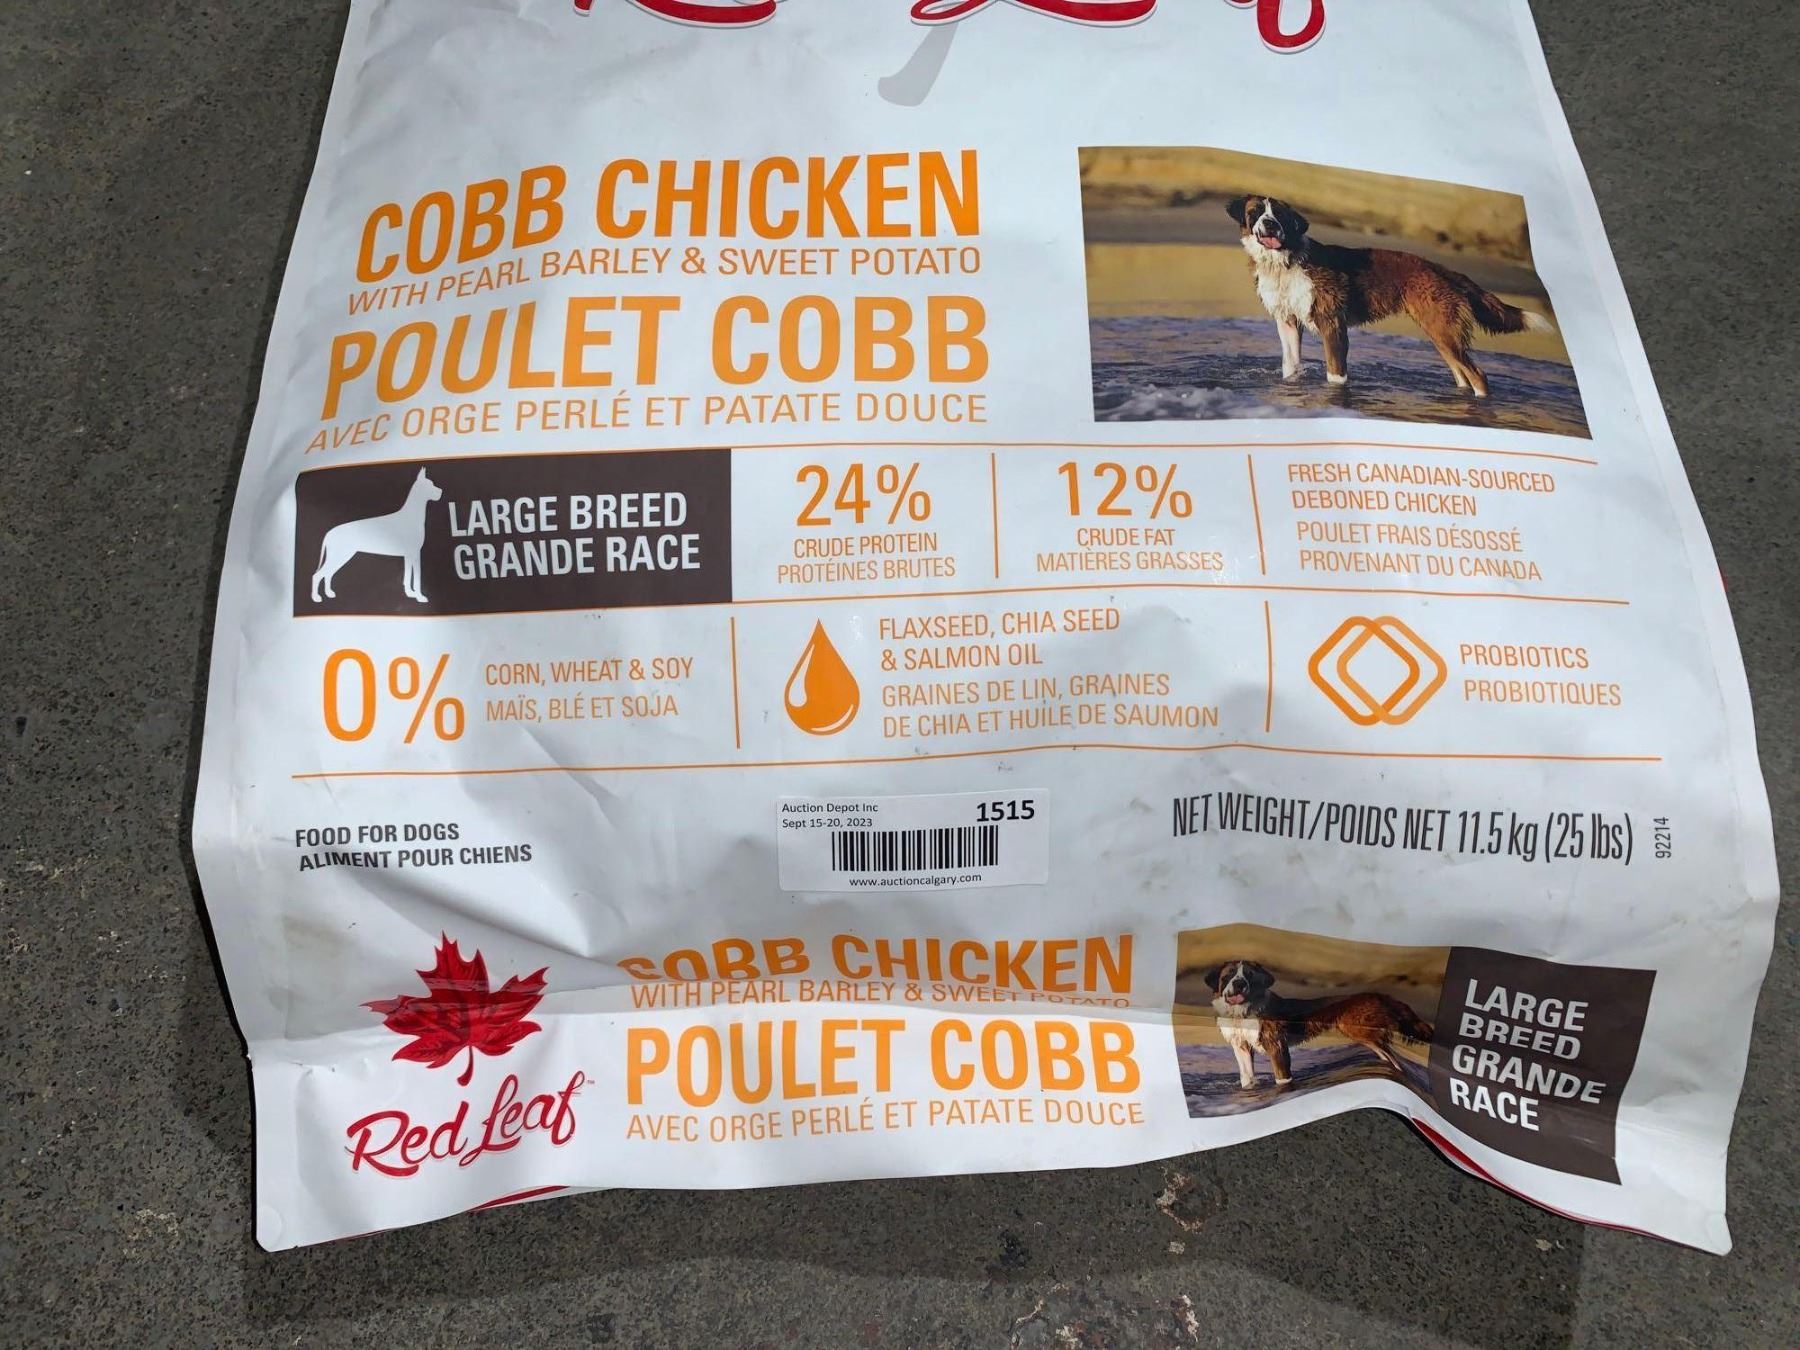 COBB CHICKEN
WITH PEARL BARLEY & SWEET POTATO
POULET COBB
AVEC ORGE PERLÉ ET PATATE DOUCE
LARGE BREED
GRANDE RACE
24%
CRUDE PROTEIN
PROTÉINES BRUTES
12%
CRUDE FAT
MATIÈRES GRASSES
FRESH CANADIAN-SOURCED
DEBONED CHICKEN
POULET FRAIS DÉSOSSÉ
PROVENANT DU CANADA
0%
CORN, WHEAT & SOY
MAÏS, BLÉ ET SOJA
FLAXSEED, CHIA SEED
& SALMON OIL
GRAINES DE LIN, GRAINES
DE CHIA ET HUILE DE SAUMON
PROBIOTICS
PROBIOTIQUES
FOOD FOR DOGS
ALIMENT POUR CHIENS
Auction Depot Inc
Sept 15-20, 2023
1515
www.auctioncalgary.com
NET WEIGHT/POIDS NET 11.5 kg (25 lbs)
92214
Red Leaf™
COBB CHICKEN
WITH PEARL BARLEY & SWEET POTATO
POULET COBB
AVEC ORGE PERLÉ ET PATATE DOUCE
LARGE
BREED
GRANDE
RACE